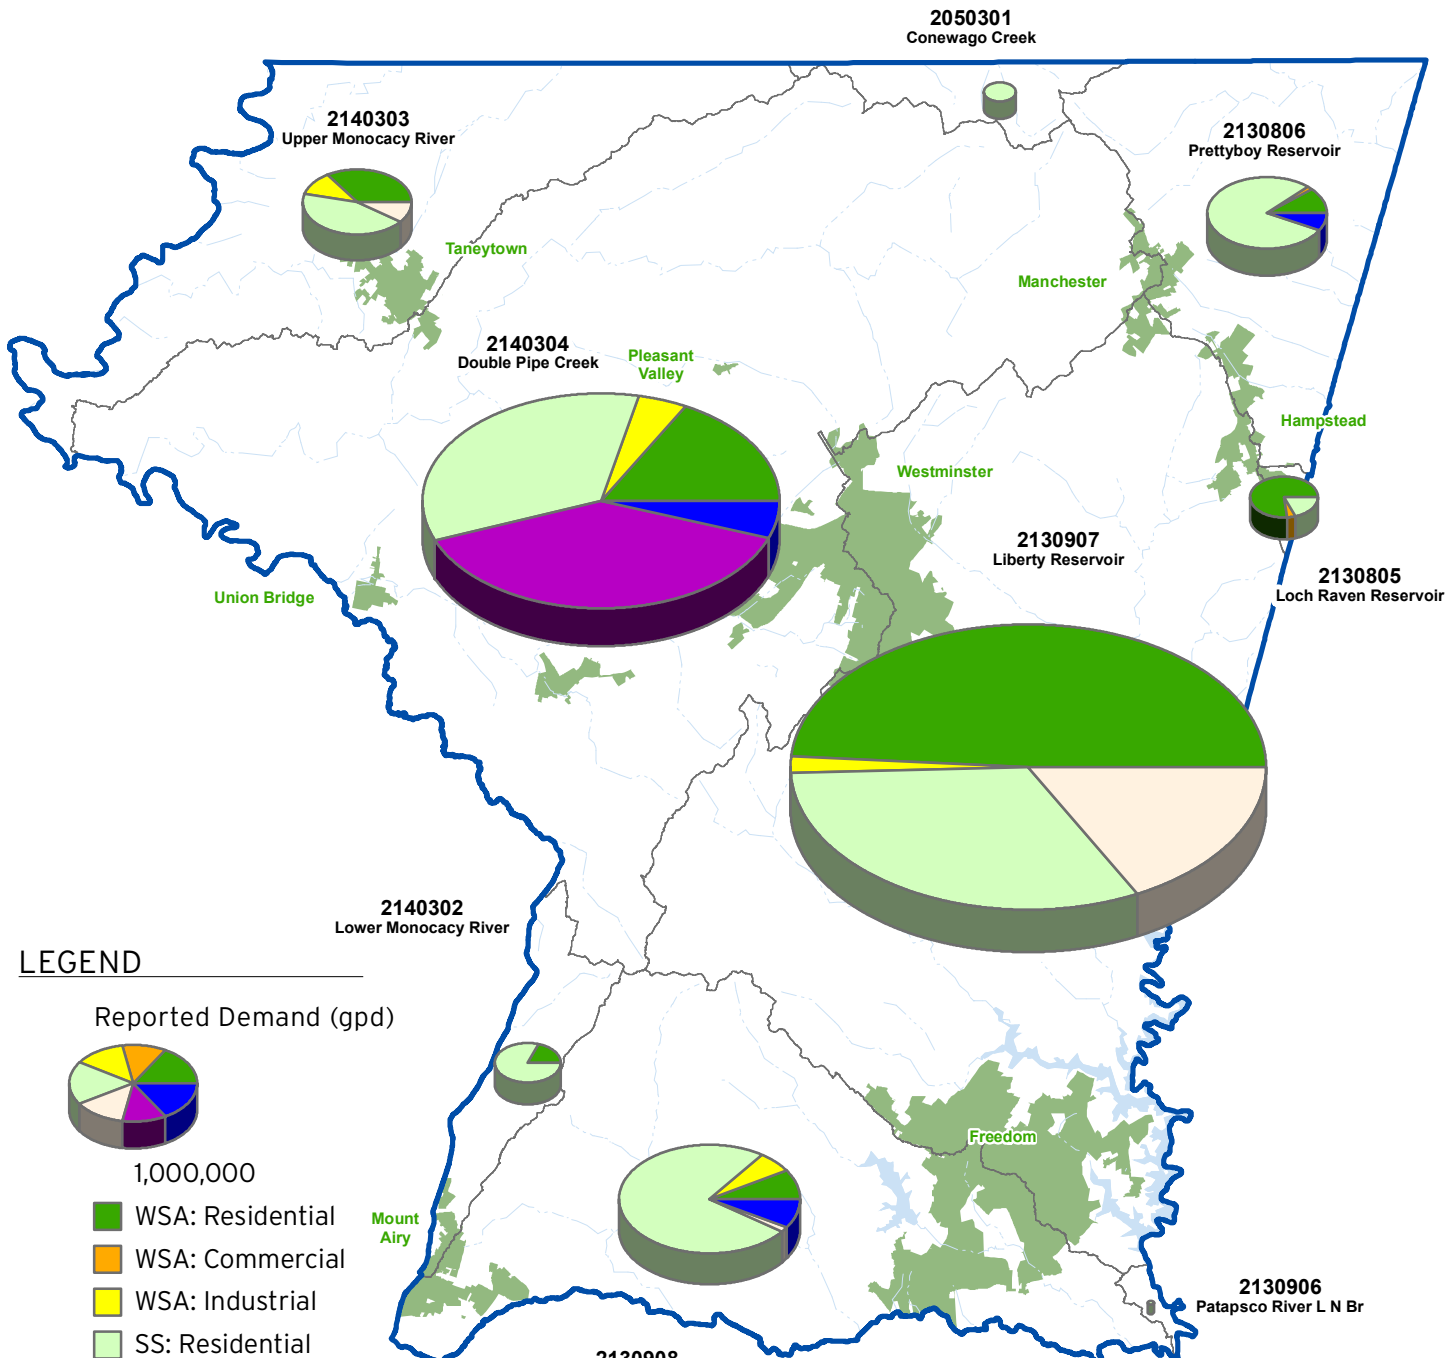 2050301
Conewago Creek
2140303
Upper Monocacy River
2130806
Prettyboy Reservoir
Taneytown
Manchester
2140304
Double Pipe Creek
Pleasant
Valley
Hampstead
Westminster
2130907
Liberty Reservoir
2130805
Loch Raven Reservoir
Union Bridge
2140302
Lower Monocacy River
LEGEND
Reported Demand (gpd)
1,000,000
WSA: Residential
WSA: Commercial
WSA: Industrial
SS: Residential
Freedom
Mount
Airy
2130906
Patapsco River L N Br
2130908